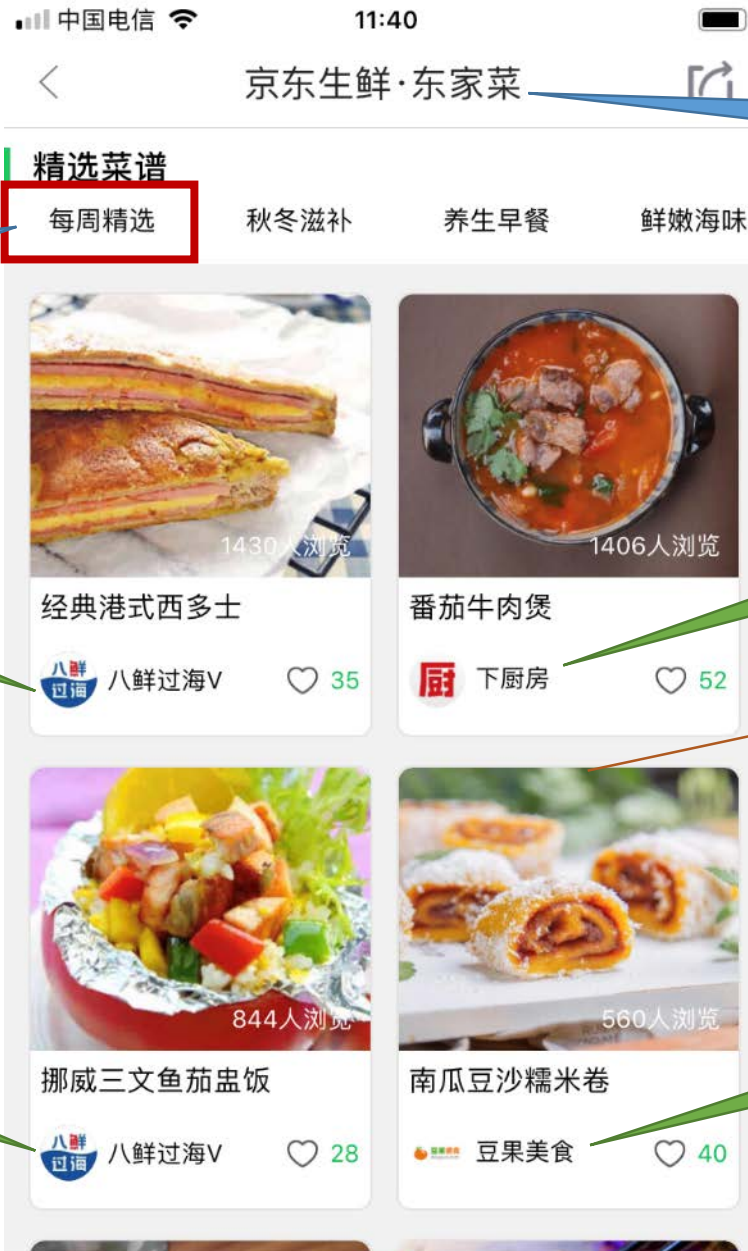 中国电信
11:40
京东生鲜·东家菜
精选菜谱
每周精选 秋冬滋补 养生早餐 鲜嫩海味
1430人浏览 1406人浏览
经典港式西多士 番茄牛肉煲
八鲜过海 八鲜过海V 35 厨 下厨房 52
844人浏览 560人浏览
挪威三文鱼茄盅饭 南瓜豆沙糯米卷
八鲜过海 八鲜过海V 28 豆果美食 40